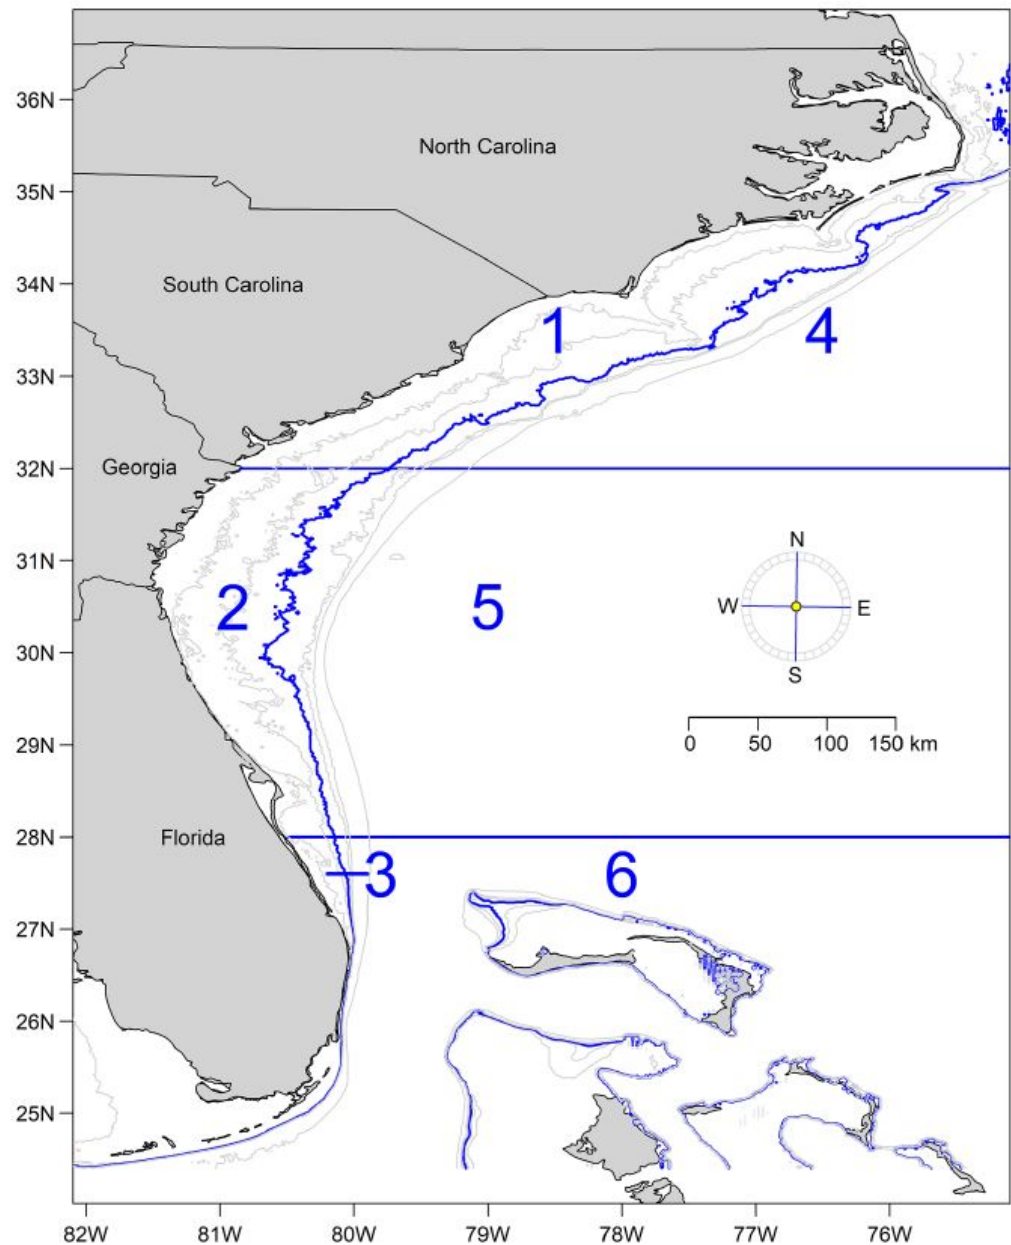 36N
North Carolina
35N
South Carolina
34N
1
4
33N
Georgia
32N
31N
N
W
E
S
2
5
30N
29N
0 50 100 150 km
28N
Florida
3
6
27N
26N
25N
82W 81W 80W 79W 78W 77W 76W